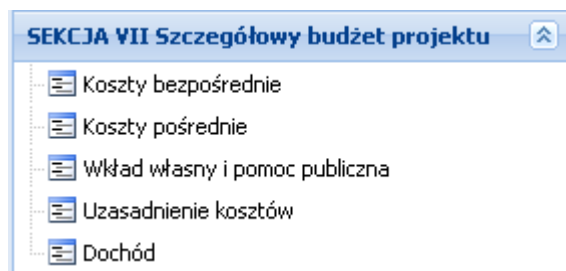 SEKCJA VII Szczegółowy budżet projektu
Koszty bezpośrednie
Koszty pośrednie
Wkład własny i pomoc publiczna
Uzasadnienie kosztów
Dochód